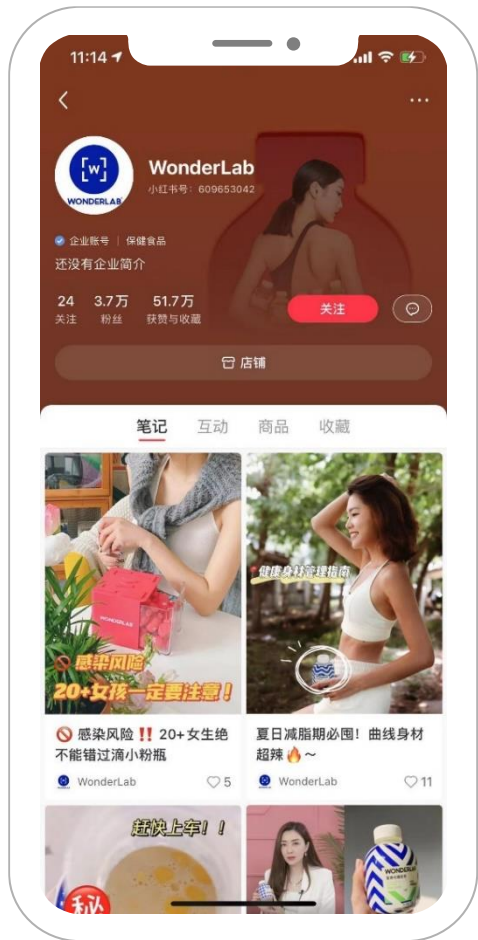 11:14
WonderLab
小红书号：609653042
[W]
WONDERLAB
企业账号 | 保健食品
还没有企业简介
24 3.7万 51.7万
关注 粉丝 获赞与收藏
关注
店铺
笔记 互动 商品 收藏
WONDERLAB
感染风险
20+女孩一定要注意！
健康身材管理指南
🚫 感染风险 ‼️ 20+女生绝
不能错过滴小粉瓶
WonderLab 5
夏日减脂期必囤！曲线身材
超辣🔥～
WonderLab 11
赶快上车！！
秘
WONDERLAB